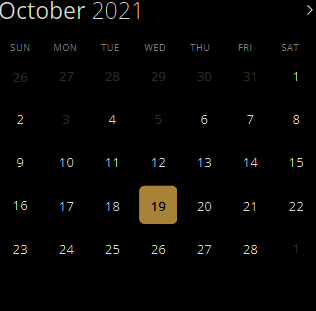 October 2021
SUN MON TUE WED THU FRI SAT
26 27 28 29 30 31 1
2 3 4 5 6 7 8
9 10 11 12 13 14 15
16 17 18 19 20 21 22
23 24 25 26 27 28 1